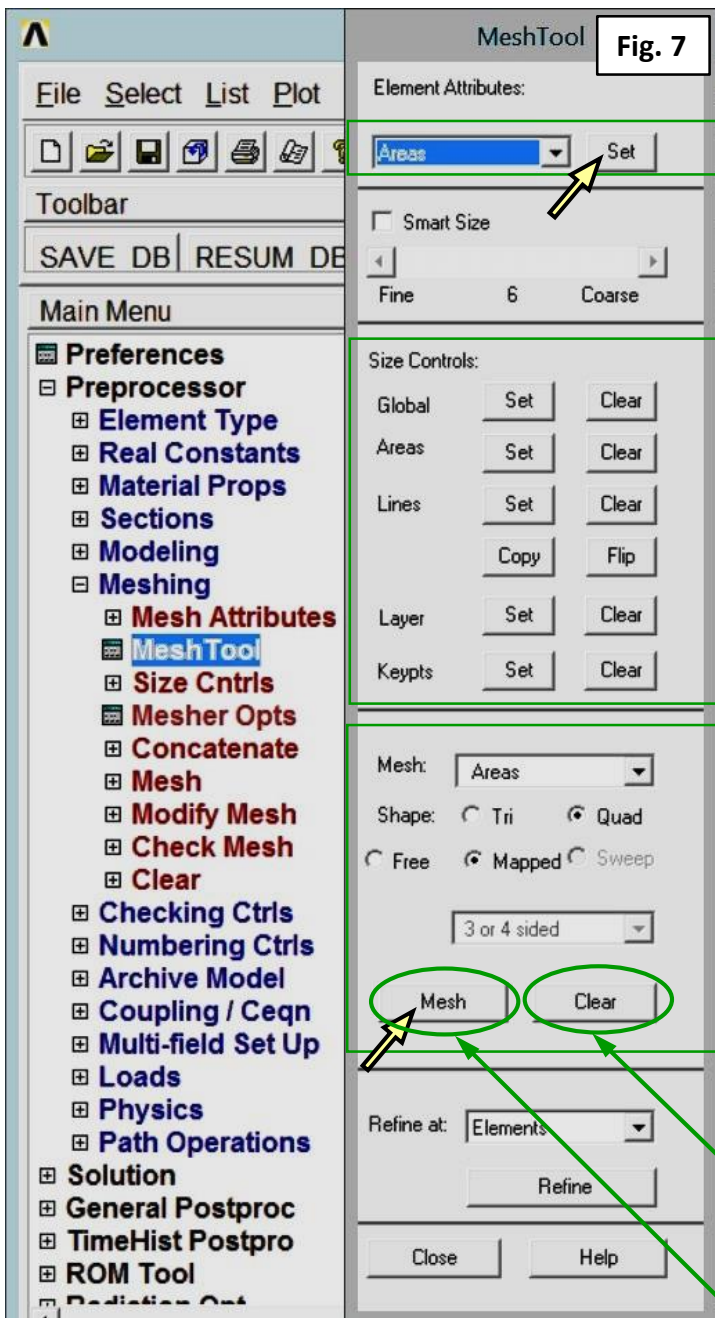 MeshTool
Fig. 7
File Select List Plot
Toolbar
SAVE_DB RESUM_DB
Main Menu
Preferences
Preprocessor
Element Type
Real Constants
Material Props
Sections
Modeling
Meshing
Mesh Attributes
MeshTool
Size Cntrls
Mesher Opts
Concatenate
Mesh
Modify Mesh
Check Mesh
Clear
Checking Ctrls
Numbering Ctrls
Archive Model
Coupling / Ceqn
Multi-field Set Up
Loads
Physics
Path Operations
Solution
General Postproc
TimeHist Postpro
ROM Tool
Radiation Opt
Element Attributes:
Areas Set
Smart Size
Fine 6 Coarse
Size Controls:
Global Set Clear
Areas Set Clear
Lines Set Clear
Copy Flip
Layer Set Clear
Keypts Set Clear
Mesh: Areas
Shape: Tri Quad
Free Mapped Sweep
3 or 4 sided
Mesh Clear
Refine at: Elements
Refine
Close Help